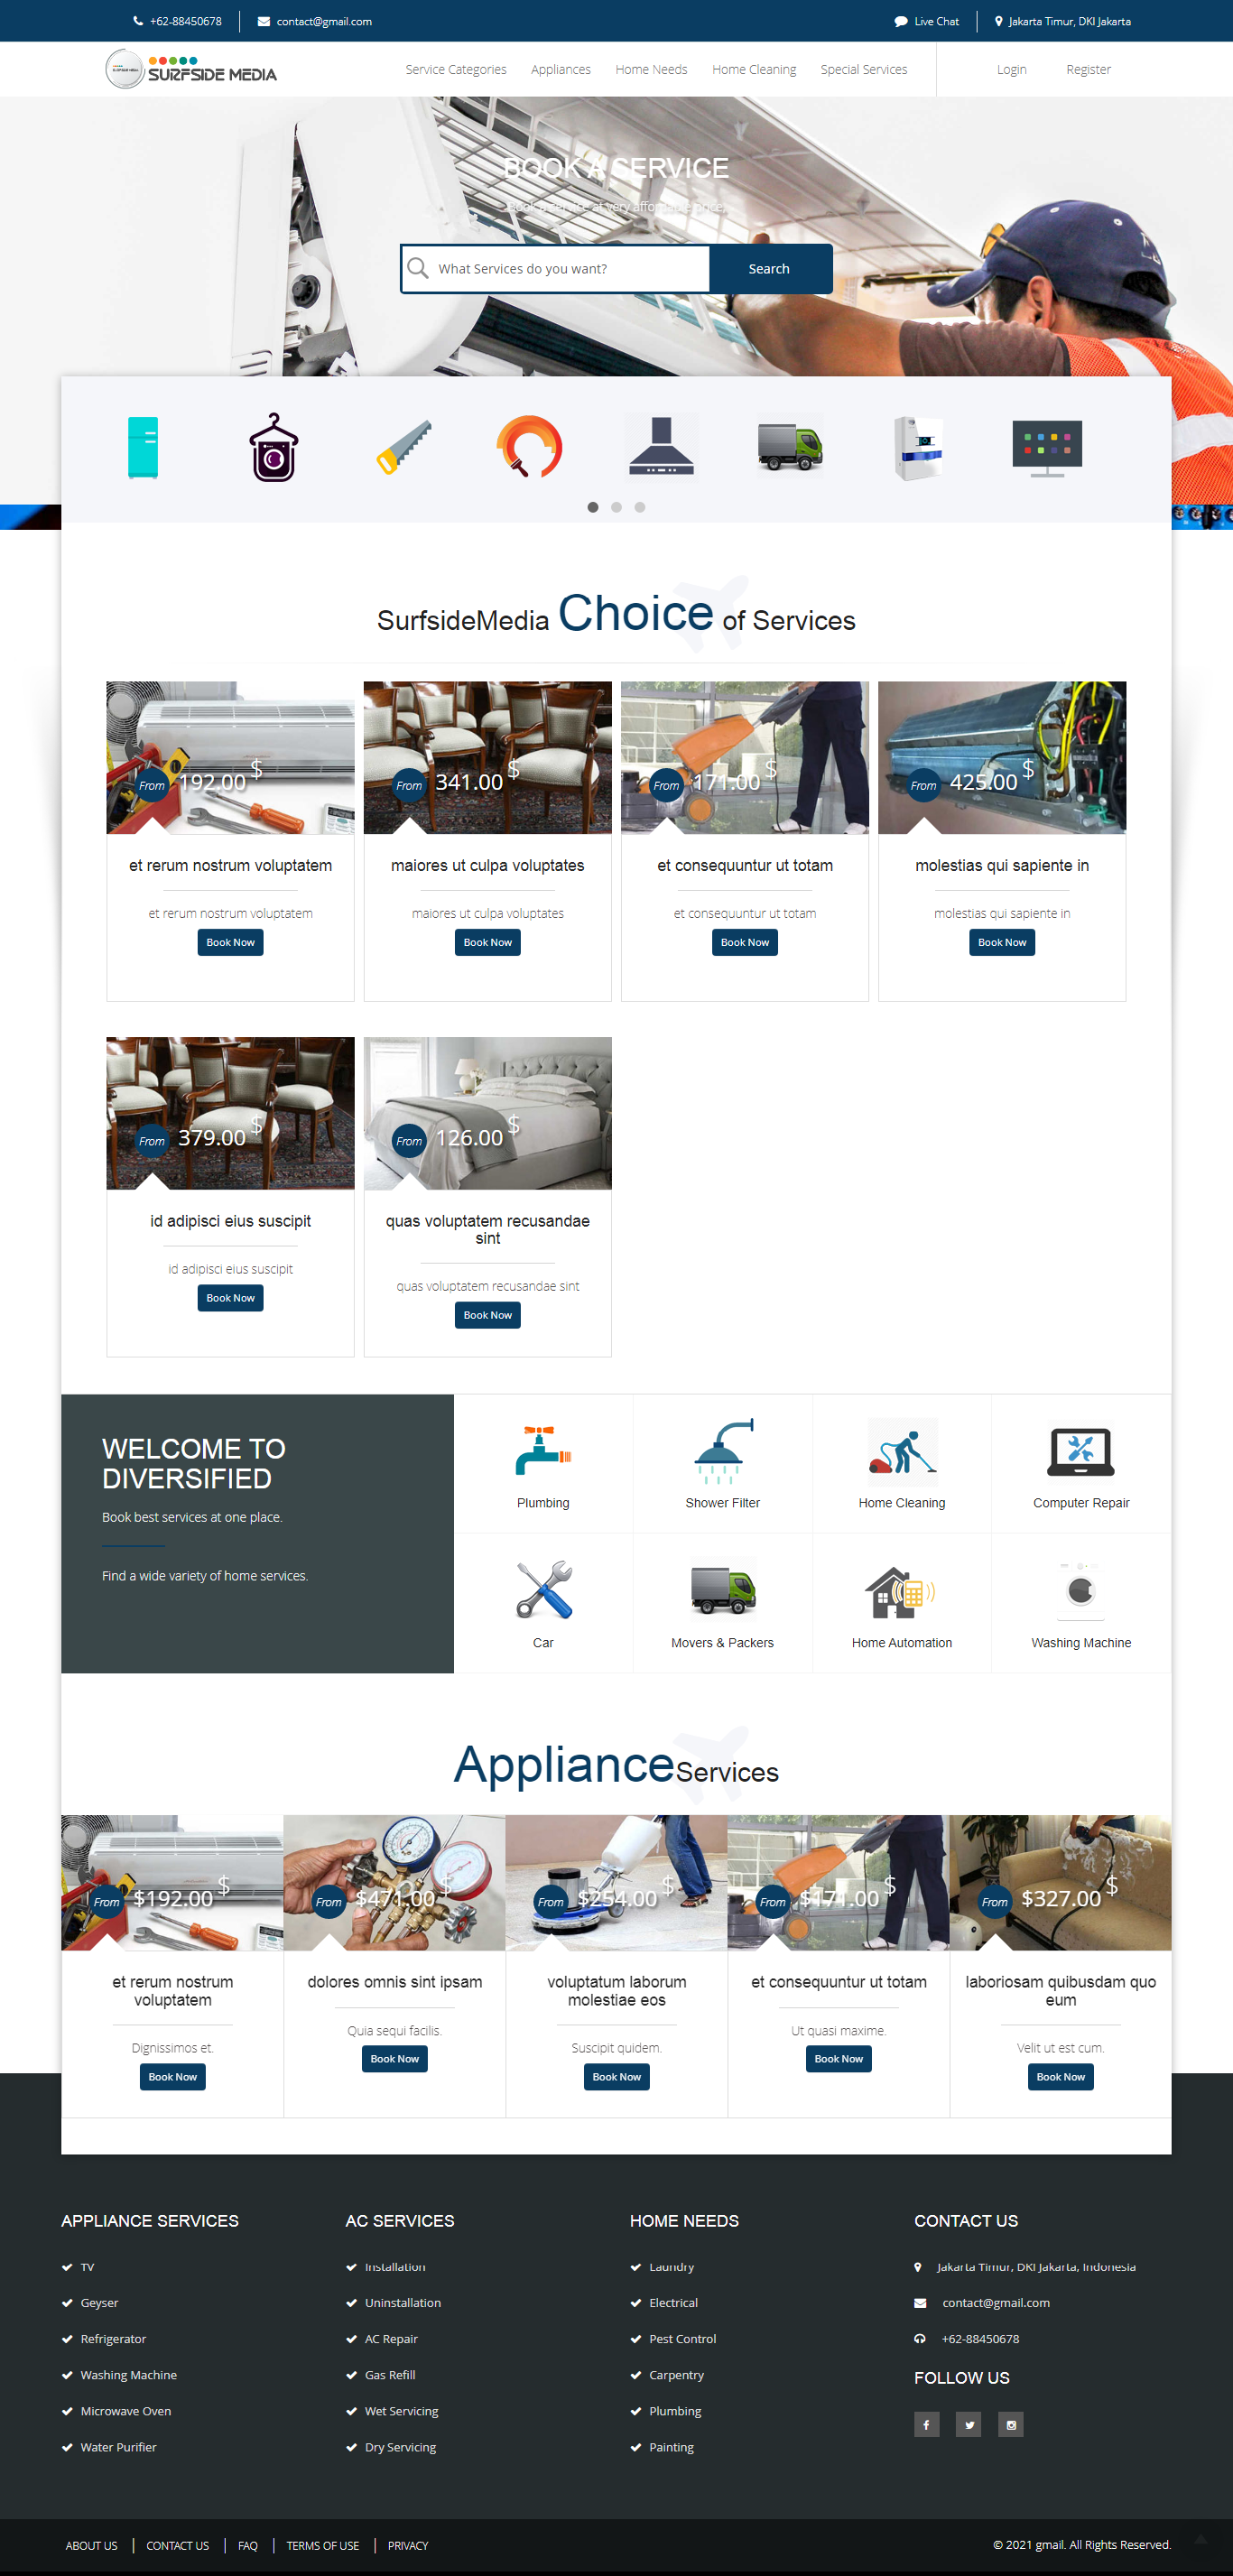 +62-88450678 contact@gmail.com Live Chat Jakarta Timur, DKI Jakarta
SURFSIDE MEDIA Service Categories Appliances Home Needs Home Cleaning Special Services Login Register
BOOK A SERVICE
Book a service at very affordable price,
What Services do you want? Search
SurfsideMedia Choice of Services
From 192.00 $ From 341.00 $ From 171.00 $ From 425.00 $
et rerum nostrum voluptatem maiores ut culpa voluptates et consequuntur ut totam molestias qui sapiente in
et rerum nostrum voluptatem maiores ut culpa voluptates et consequuntur ut totam molestias qui sapiente in
Book Now Book Now Book Now Book Now
From 379.00 $ From 126.00 $
id adipisci eius suscipit quas voluptatem recusandae
sint
id adipisci eius suscipit quas voluptatem recusandae sint
Book Now Book Now
WELCOME TO
DIVERSIFIED
Book best services at one place.
Find a wide variety of home services.
Plumbing Shower Filter Home Cleaning Computer Repair
Car Movers & Packers Home Automation Washing Machine
Appliance Services
From $192.00 $ From $471.00 $ From $254.00 $ From $171.00 $ From $327.00 $
et rerum nostrum dolores omnis sint ipsam voluptatum laborum et consequuntur ut totam laboriosam quibusdam quo
voluptatem molestiae eos eum
Dignissimos et. Quia sequi facilis. Suscipit quidem. Ut quasi maxime. Velit ut est cum.
Book Now Book Now Book Now Book Now Book Now
APPLIANCE SERVICES AC SERVICES HOME NEEDS CONTACT US
TV Installation Laundry Jakarta Timur, DKI Jakarta, Indonesia
Geyser Uninstallation Electrical contact@gmail.com
Refrigerator AC Repair Pest Control +62-88450678
Washing Machine Gas Refill Carpentry FOLLOW US
Microwave Oven Wet Servicing Plumbing
Water Purifier Dry Servicing Painting
ABOUT US CONTACT US FAQ TERMS OF USE PRIVACY © 2021 gmail. All Rights Reserved.